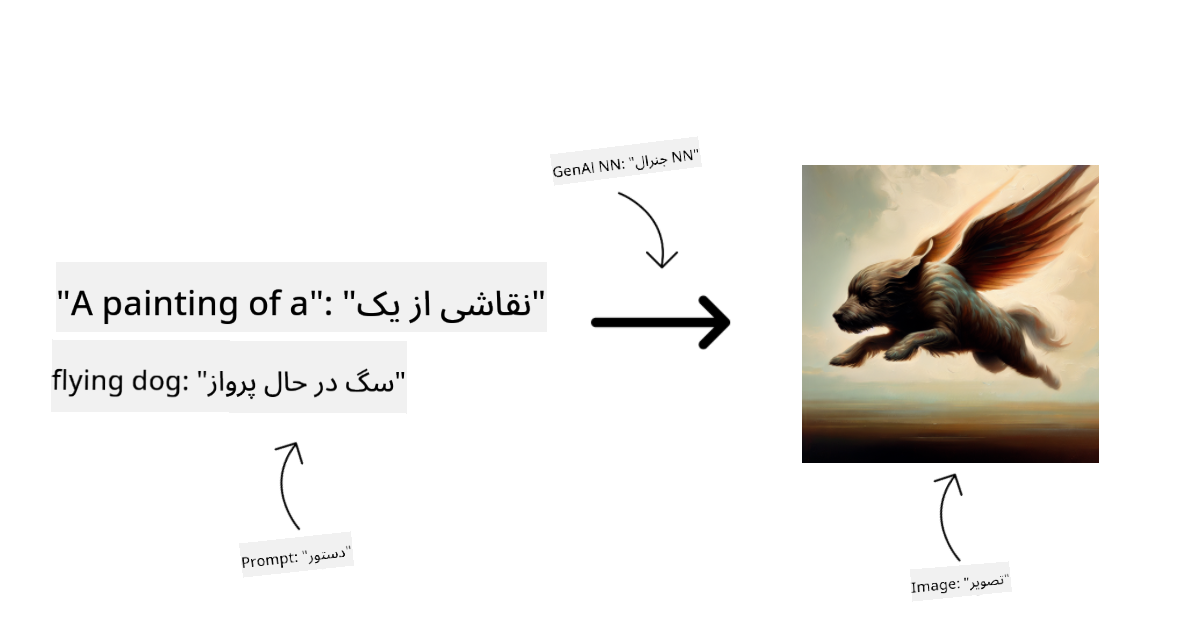 GenAI NN: "جنرال NN"
"A painting of a": "نقاشی از یک"
flying dog: "سگ در حال پرواز"
Prompt: "دستور"
Image: "تصویر"